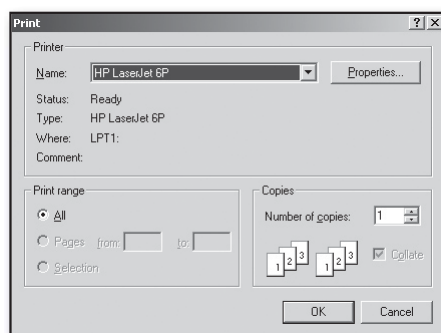 Print
Printer
Name: HP LaserJet 6P Properties...
Status: Ready
Type: HP LaserJet 6P
Where: LPT1:
Comment:
Print range
All
Pages from: to:
Selection
Copies
Number of copies: 1
1 2 3 1 2 3 Collate
OK Cancel